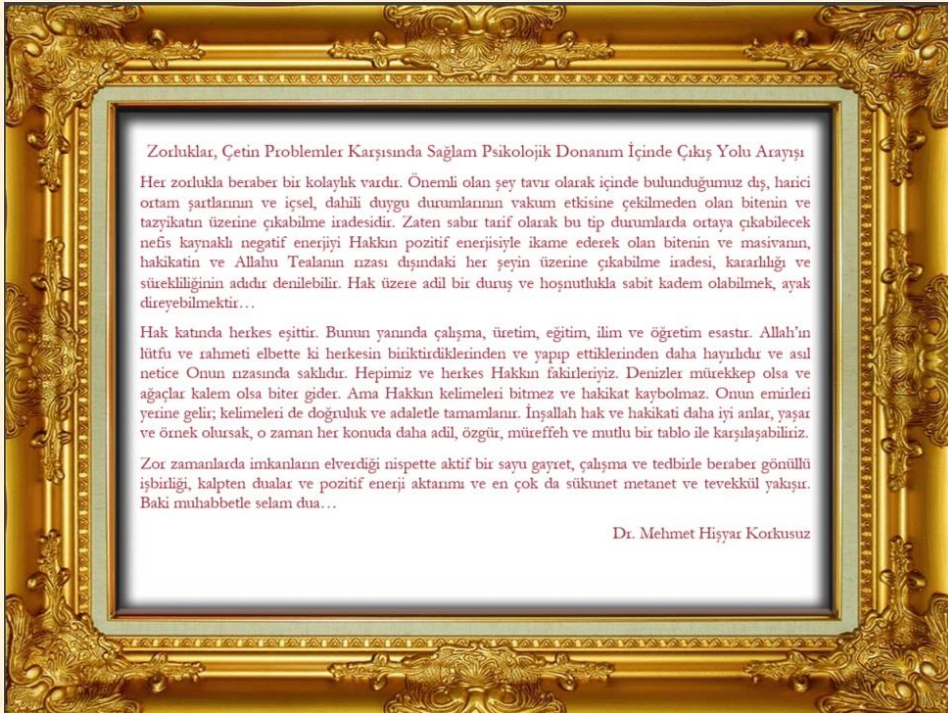 Zorluklar, Çetin Problemler Karşısında Sağlam Psikolojik Donanım İçinde Çıkış Yolu Arayışı
Her zorlukla beraber bir kolaylık vardır. Önemli olan şey tavır olarak içinde bulunduğumuz dış, harici
ortam şartlarının ve içsel, dahili duygu durumlarının vakum etkisine çekilmeden olan bitenin ve
tazyikatın üzerine çıkabilme iradesidir. Zaten sabır tarif olarak bu tip durumlarda ortaya çıkabilecek
nefis kaynaklı negatif enerjiyi Hakkın pozitif enerjisiyle ikame ederek olan bitenin ve masivanın,
hakikatin ve Allahu Tealanın rızası dışındaki her şeyin üzerine çıkabilme iradesi, kararlılığı ve
sürekliliğinin adıdır denilebilir. Hak üzere adil bir duruş ve hoşnutlukla sabit kadem olabilmek, ayak
direyebilmektir…
Hak katında herkes eşittir. Bunun yanında çalışma, üretim, eğitim, ilim ve öğretim esastır. Allah’ın
lütfu ve rahmeti elbette ki herkesin biriktirdiklerinden ve yapıp ettiklerinden daha hayırlıdır ve asıl
netice Onun rızasında saklıdır. Hepimiz ve herkes Hakkın fakirleriyiz. Denizler mürekkep olsa ve
ağaçlar kalem olsa biter gider. Ama Hakkın kelimeleri bitmez ve hakikat kaybolmaz. Onun emirleri
yerine gelir; kelimeleri de doğruluk ve adaletle tamamlanır. İnşallah hak ve hakikati daha iyi anlar, yaşar
ve örnek olursak, o zaman her konuda daha adil, özgür, müreffeh ve mutlu bir tablo ile karşılaşabiliriz.
Zor zamanlarda imkanların elverdiği nispette aktif bir sayu gayret, çalışma ve tedbirle beraber gönüllü
işbirliği, kalpten dualar ve pozitif enerji aktarımı ve en çok da sükunet metanet ve tevekkül yakışır.
Baki muhabbetle selam dua…
Dr. Mehmet Hişyar Korkusuz